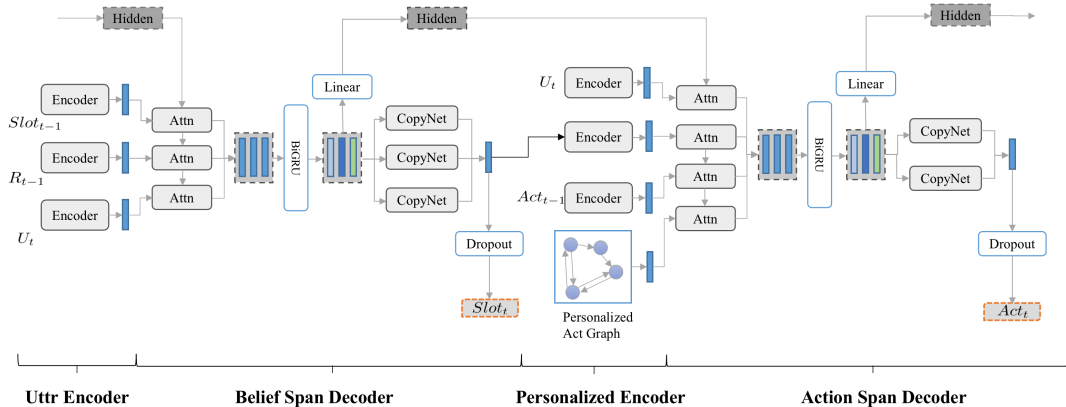 Hidden
Hidden
Hidden
Encoder
Slot_{t-1}
Encoder
R_{t-1}
Encoder
U_t
Attn
Attn
Attn
BiGRU
Linear
CopyNet
CopyNet
CopyNet
Dropout
Slot_t
U_t
Encoder
Encoder
Act_{t-1}
Encoder
Personalized
Act Graph
Attn
Attn
Attn
Attn
BiGRU
Linear
CopyNet
CopyNet
Dropout
Act_t
Uttr Encoder
Belief Span Decoder
Personalized Encoder
Action Span Decoder